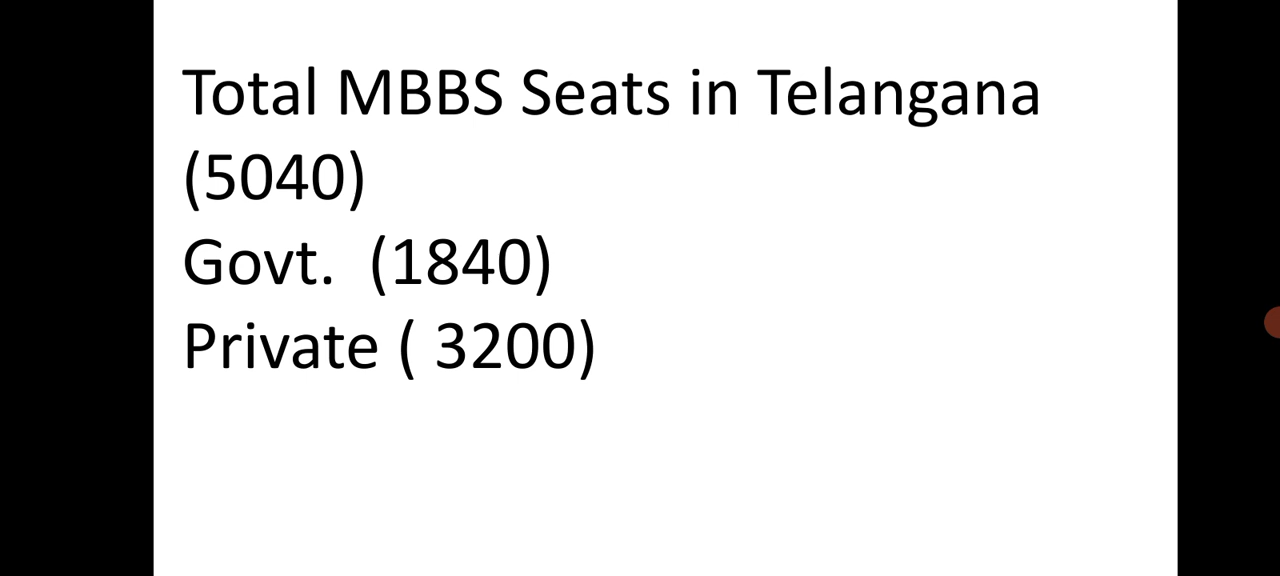 Total MBBS Seats in Telangana
(5040)
Govt.  (1840)
Private ( 3200)